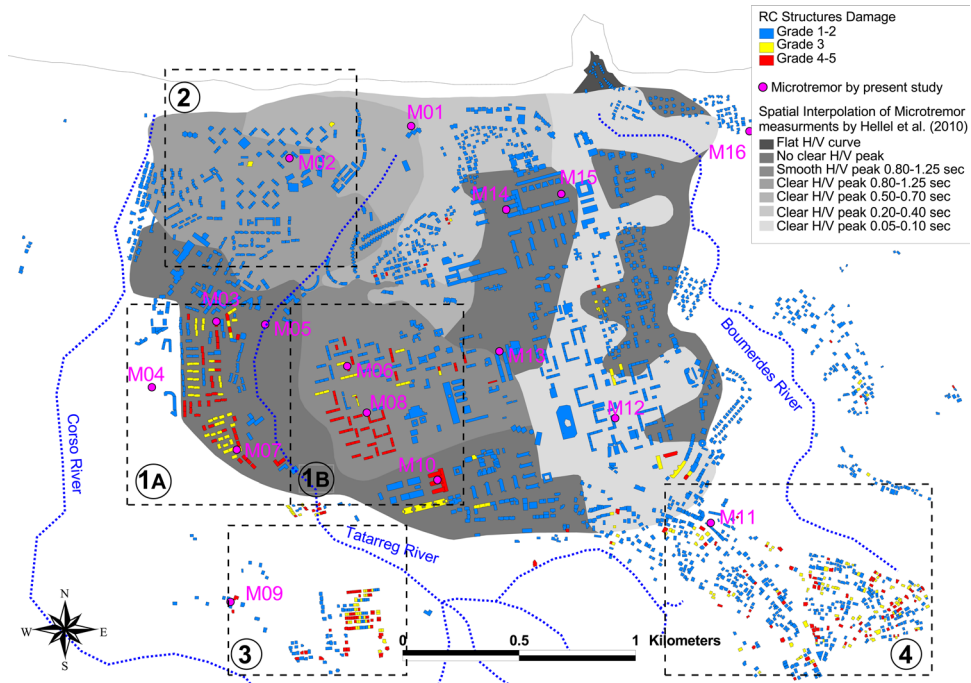 RC Structures Damage
Grade 1-2
Grade 3
Grade 4-5
Microtremor by present study
Spatial Interpolation of Microtremor
measurments by Hellel et al. (2010)
Flat H/V curve
No clear H/V peak
Smooth H/V peak 0.80-1.25 sec
Clear H/V peak 0.80-1.25 sec
Clear H/V peak 0.50-0.70 sec
Clear H/V peak 0.20-0.40 sec
Clear H/V peak 0.05-0.10 sec
2
M01
M02
M16
M15
M14
M03
M05
M13
M04
M06
M08
M12
M07
M10
1A
1B
M11
M09
3
4
Corso River
Tatarreg River
Boumerdes River
N
W E
S
0 0.5 1 Kilometers